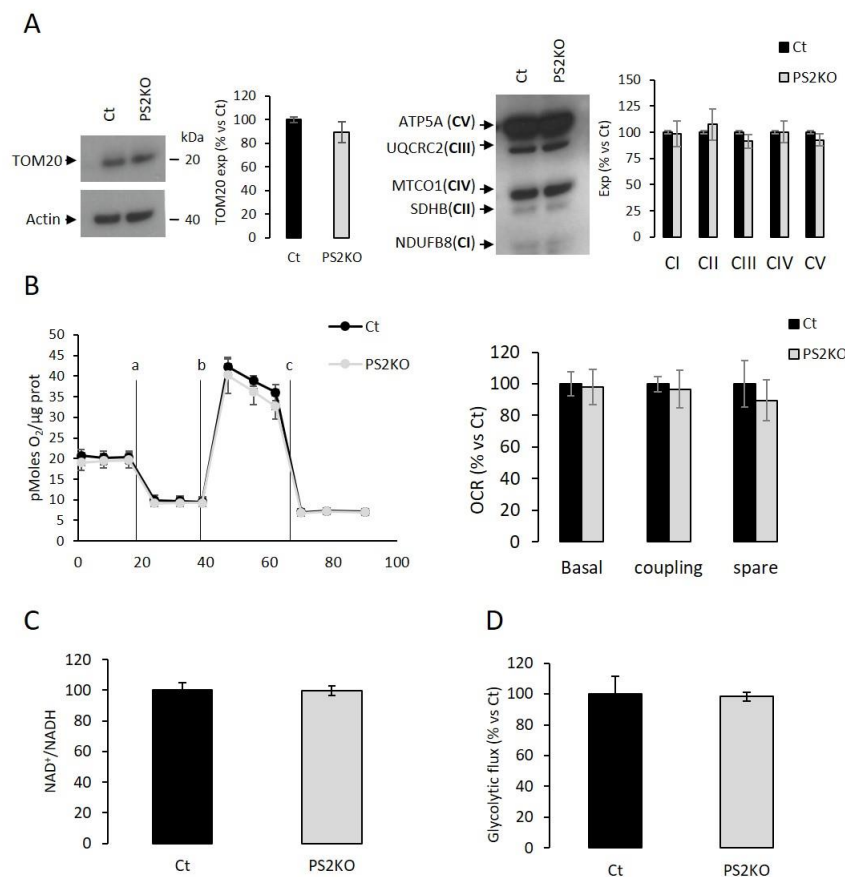 A
Ct
PS2KO
kDa
TOM20
20
Actin
40
TOM20 exp (% vs Ct)
120
100
80
60
40
20
0
Ct
PS2KO
Ct
PS2KO
ATP5A (CV)
UQCRC2(CIII)
MTCO1(CIV)
SDHB(CII)
NDUFB8(CI)
Ct
PS2KO
Exp (% vs Ct)
150
125
100
75
50
25
0
CI CII CIII CIV CV
B
pMoles O₂/µg prot
50
45
40
35
30
25
20
15
10
5
0
a b c
Ct
PS2KO
0 20 40 60 80 100
Ct
PS2KO
OCR (% vs Ct)
120
100
80
60
40
20
0
Basal coupling spare
C
NAD⁺/NADH
120
100
80
60
40
20
0
Ct PS2KO
D
Glycolytic flux (% vs Ct)
120
100
80
60
40
20
0
Ct PS2KO